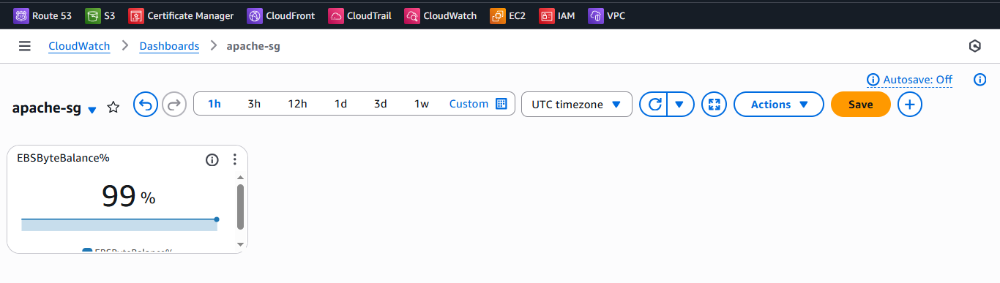 Route 53 S3 Certificate Manager CloudFront CloudTrail CloudWatch EC2 IAM VPC
CloudWatch Dashboards apache-sg
Autosave: Off
apache-sg 1h 3h 12h 1d 3d 1w Custom UTC timezone Actions Save
EBSByteBalance%
99 %
EBSByteBalance%